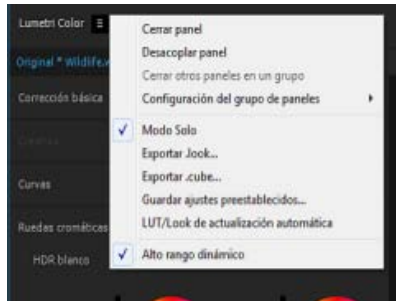 Lumetri Color
Cerrar panel
Desacoplar panel
Cerrar otros paneles en un grupo
Configuración del grupo de paneles
Modo Solo
Exportar .look...
Exportar .cube...
Guardar ajustes preestablecidos...
LUT/Look de actualización automática
Alto rango dinámico
Original * Wildlife.
Corrección básica
Curvas
Ruedas cromáticas
HDR blanco